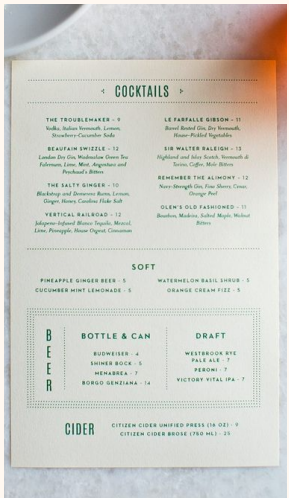 COCKTAILS
THE TROUBLEMAKER - 9
Vodka, Italian Vermouth, Lemon,
Strawberry-Cucumber Soda
BEAUFAIN SWIZZLE - 12
London Dry Gin, Wadmalaw Green Tea
Falernum, Lime, Mint, Angostura and
Peychaud's Bitters
THE SALTY GINGER - 10
Blackstrap and Demerara Rums, Lemon,
Ginger, Honey, Carolina Flake Salt
VERTICAL RAILROAD - 12
Jalapeno-Infused Blanco Tequila, Mezcal,
Lime, Pineapple, House Orgeat, Cinnamon
LE FARFALLE GIBSON - 11
Barrel Rested Gin, Dry Vermouth,
House-Pickled Vegetables
SIR WALTER RALEIGH - 13
Highland and Islay Scotch, Vermouth di
Torino, Coffee, Mole Bitters
REMEMBER THE ALIMONY - 12
Navy-Strength Gin, Fino Sherry, Cynar,
Orange Peel
OLEN'S OLD FASHIONED - 11
Bourbon, Madeira, Salted Maple, Walnut
Bitters
SOFT
PINEAPPLE GINGER BEER - 5
CUCUMBER MINT LEMONADE - 5
WATERMELON BASIL SHRUB - 5
ORANGE CREAM FIZZ - 5
BEER
BOTTLE & CAN
BUDWEISER - 4
SHINER BOCK - 5
MENABREA - 7
BORGO GENZIANA - 14
DRAFT
WESTBROOK RYE
PALE ALE - 7
PERONI - 7
VICTORY VITAL IPA - 7
CIDER
CITIZEN CIDER UNIFIED PRESS (16 OZ) - 9
CITIZEN CIDER BROSE (750 ML) - 25